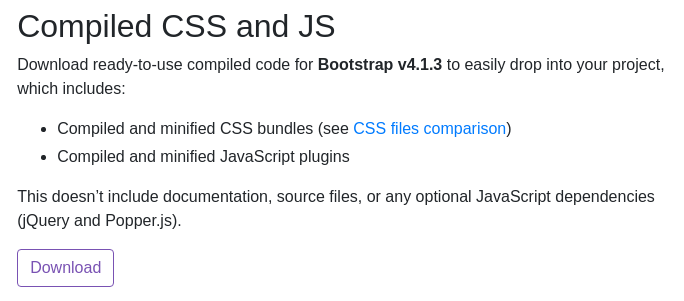 Compiled CSS and JS
Download ready-to-use compiled code for Bootstrap v4.1.3 to easily drop into your project,
which includes:
• Compiled and minified CSS bundles (see CSS files comparison)
• Compiled and minified JavaScript plugins
This doesn’t include documentation, source files, or any optional JavaScript dependencies
(jQuery and Popper.js).
Download